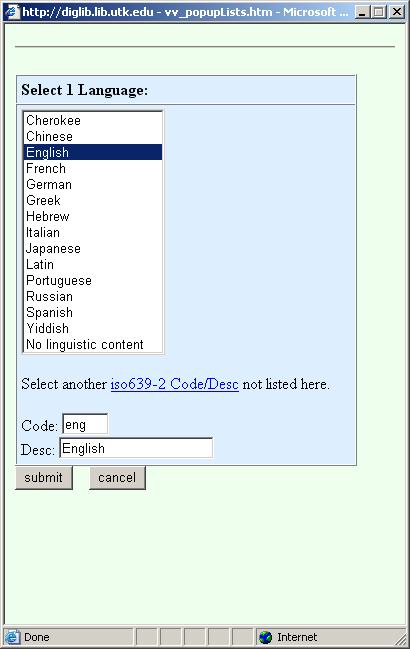 http://diglib.lib.utk.edu - vv_popupLists.htm - Microsoft ...
Select 1 Language:
Cherokee
Chinese
English
French
German
Greek
Hebrew
Italian
Japanese
Latin
Portuguese
Russian
Spanish
Yiddish
No linguistic content
Select another iso639-2 Code/Desc not listed here.
Code: eng
Desc: English
submit cancel
Done Internet